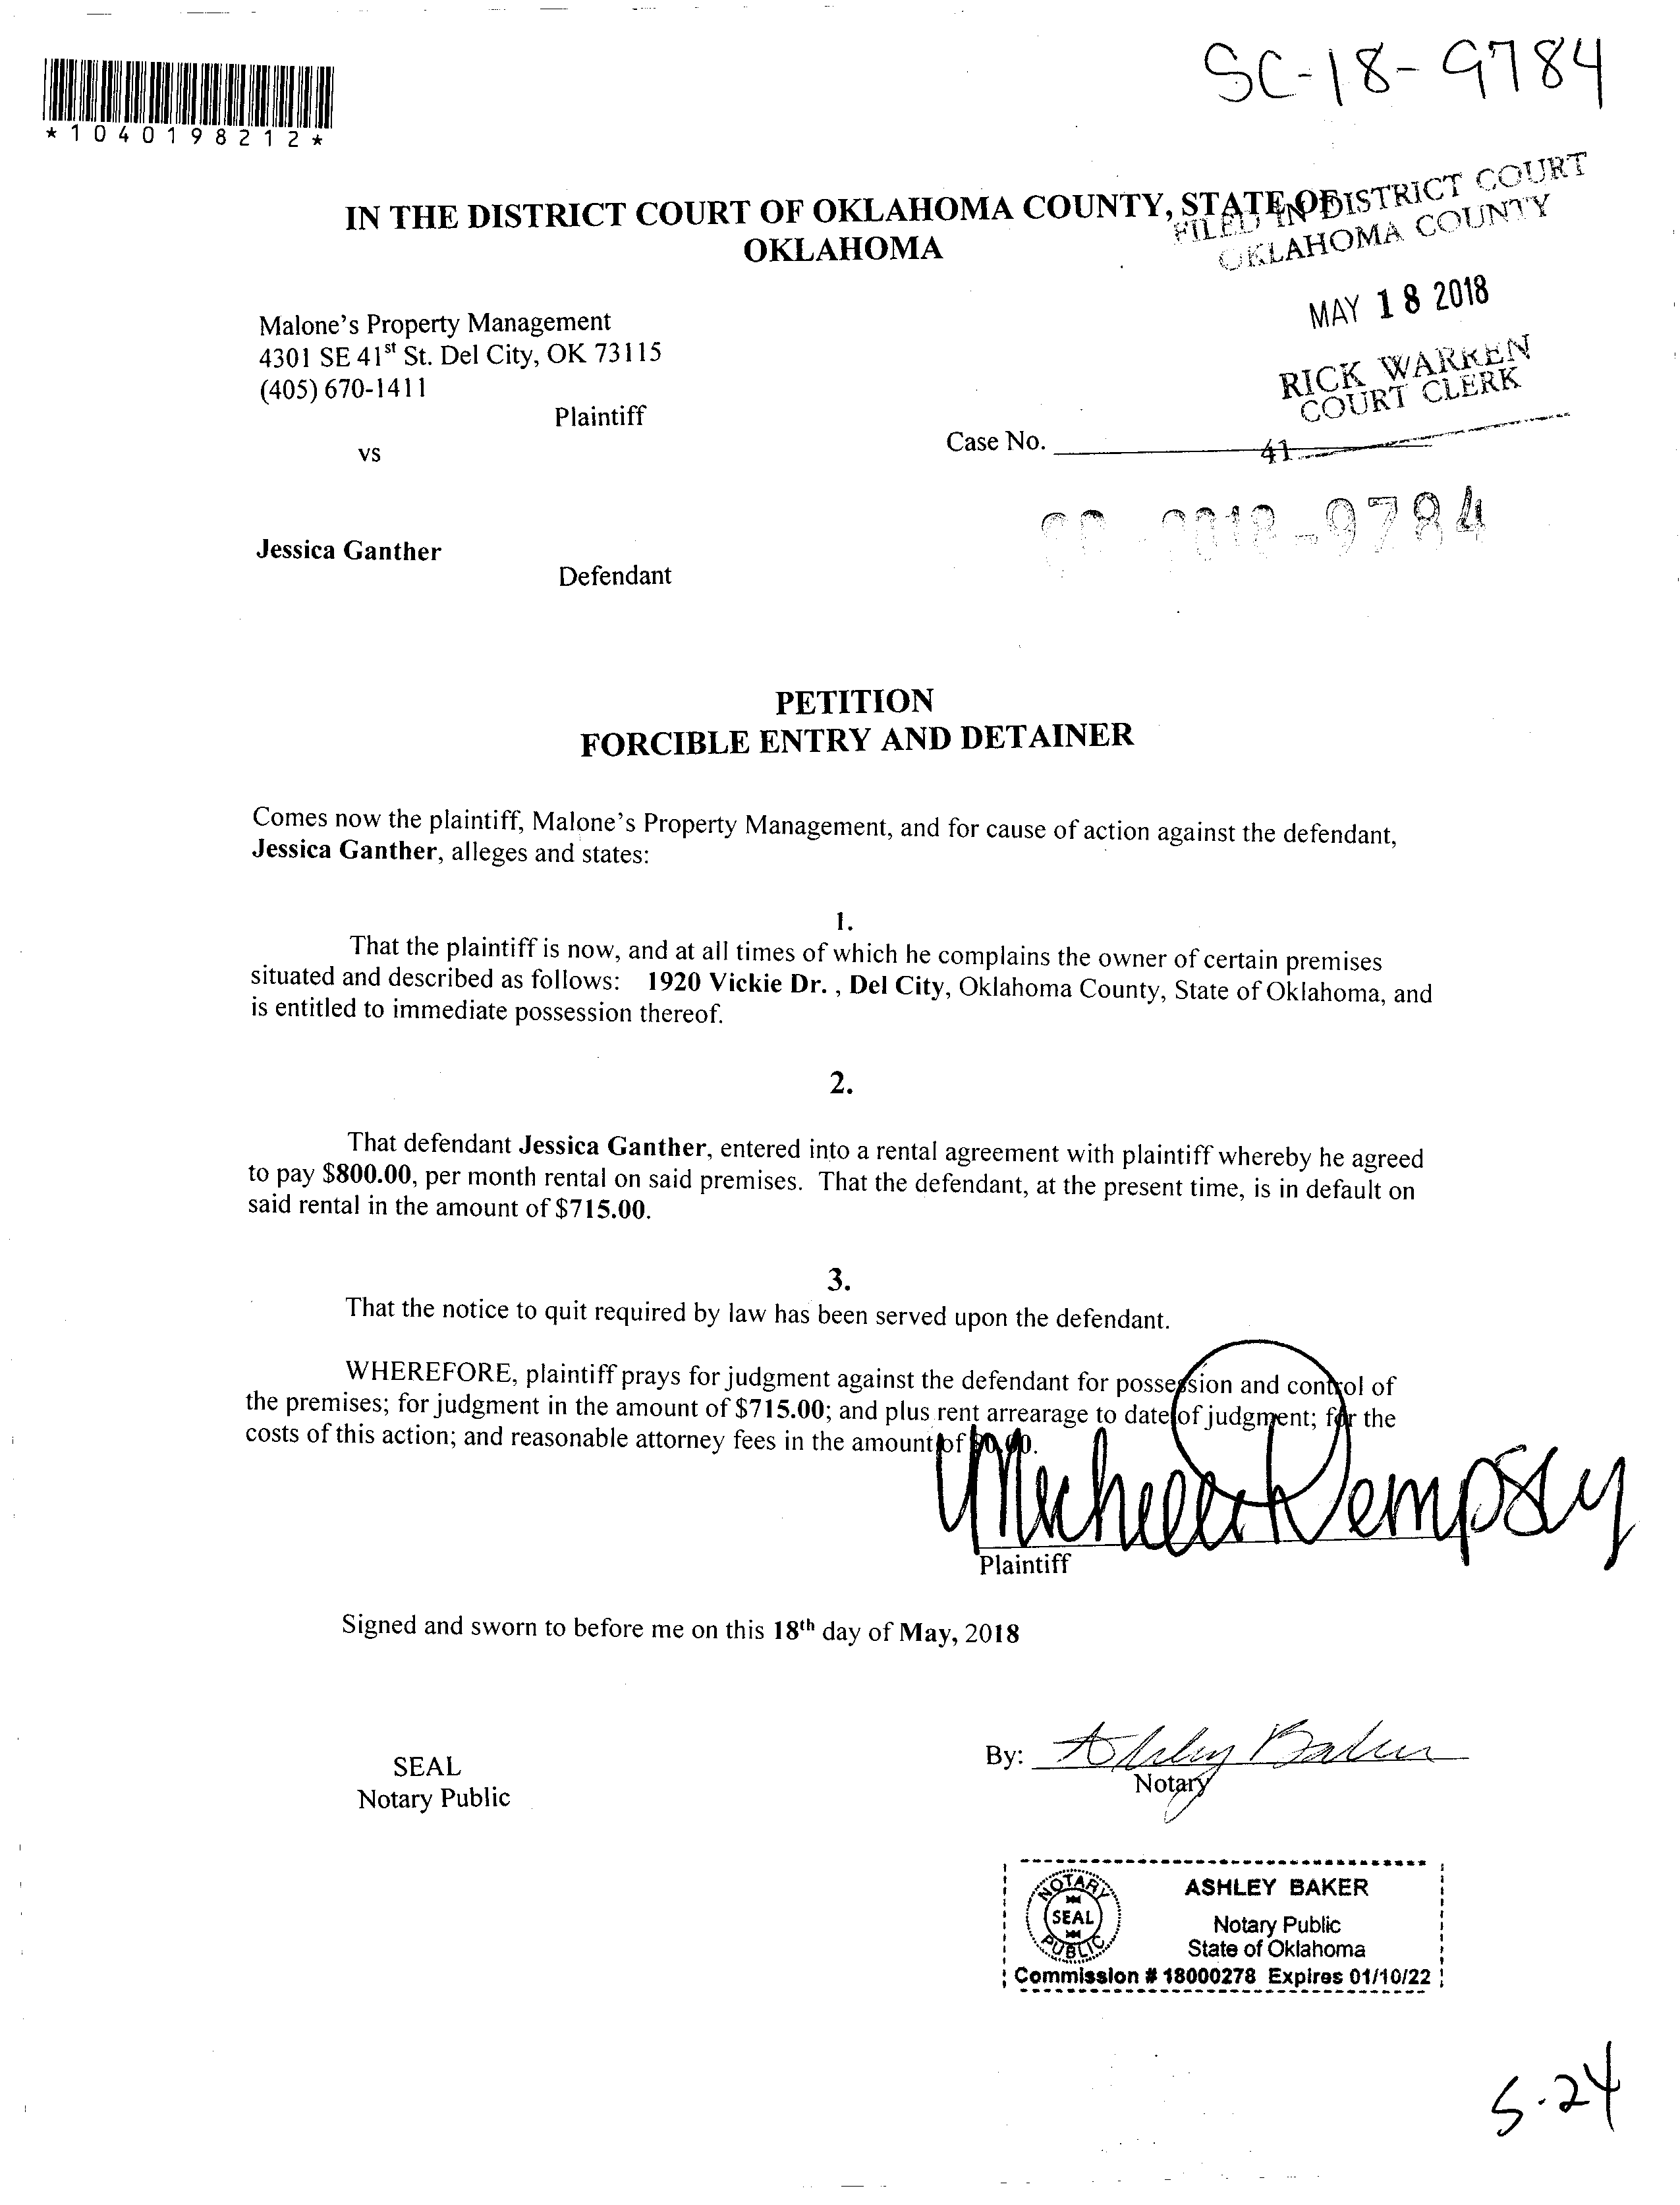 SC-18-9784
*1040198212*
IN THE DISTRICT COURT OF OKLAHOMA COUNTY, STATE OF
OKLAHOMA
FILED IN DISTRICT COURT
OKLAHOMA COUNTY
MAY 18 2018
RICK WARREN
COURT CLERK
41
Malone's Property Management
4301 SE 41st St. Del City, OK 73115
(405) 670-1411
Plaintiff
vs
Case No.
2018-9784
Jessica Ganther
Defendant
PETITION
FORCIBLE ENTRY AND DETAINER
Comes now the plaintiff, Malone's Property Management, and for cause of action against the defendant,
Jessica Ganther, alleges and states:
1.
That the plaintiff is now, and at all times of which he complains the owner of certain premises
situated and described as follows: 1920 Vickie Dr. , Del City, Oklahoma County, State of Oklahoma, and
is entitled to immediate possession thereof.
2.
That defendant Jessica Ganther, entered into a rental agreement with plaintiff whereby he agreed
to pay $800.00, per month rental on said premises. That the defendant, at the present time, is in default on
said rental in the amount of $715.00.
3.
That the notice to quit required by law has been served upon the defendant.
WHEREFORE, plaintiff prays for judgment against the defendant for possession and control of
the premises; for judgment in the amount of $715.00; and plus rent arrearage to date of judgment; for the
costs of this action; and reasonable attorney fees in the amount of $0.00.
Michelle Dempsey
Plaintiff
Signed and sworn to before me on this 18th day of May, 2018
SEAL
Notary Public
By: Ashley Baker
Notary
NOTARY
SEAL
PUBLIC
ASHLEY BAKER
Notary Public
State of Oklahoma
Commission # 18000278 Expires 01/10/22
5-24